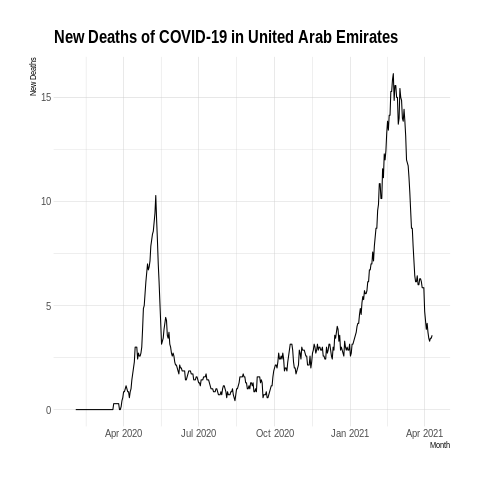 New Deaths of COVID-19 in United Arab Emirates
New Deaths
15
10
5
0
Apr 2020 Jul 2020 Oct 2020 Jan 2021 Apr 2021
Month